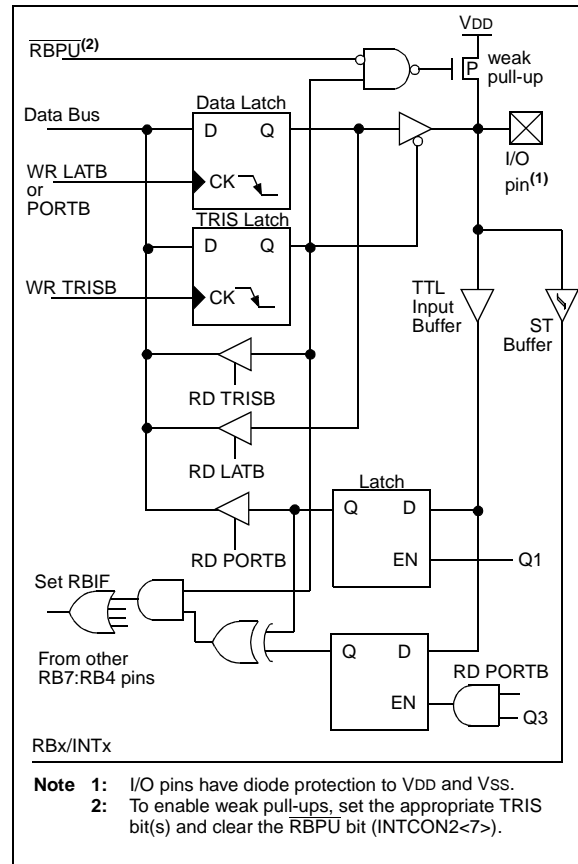 VDD
RBPU(2)
P
weak
pull-up
Data Bus
Data Latch
D Q
I/O
pin(1)
WR LATB
or
PORTB
CK
TRIS Latch
D Q
WR TRISB
CK
TTL
Input
Buffer
ST
Buffer
RD TRISB
RD LATB
Latch
Q D
RD PORTB
EN
Q1
Set RBIF
Q D
RD PORTB
From other
RB7:RB4 pins
EN
Q3
RBx/INTx
Note 1: I/O pins have diode protection to VDD and VSS.
2: To enable weak pull-ups, set the appropriate TRIS
bit(s) and clear the RBPU bit (INTCON2<7>).